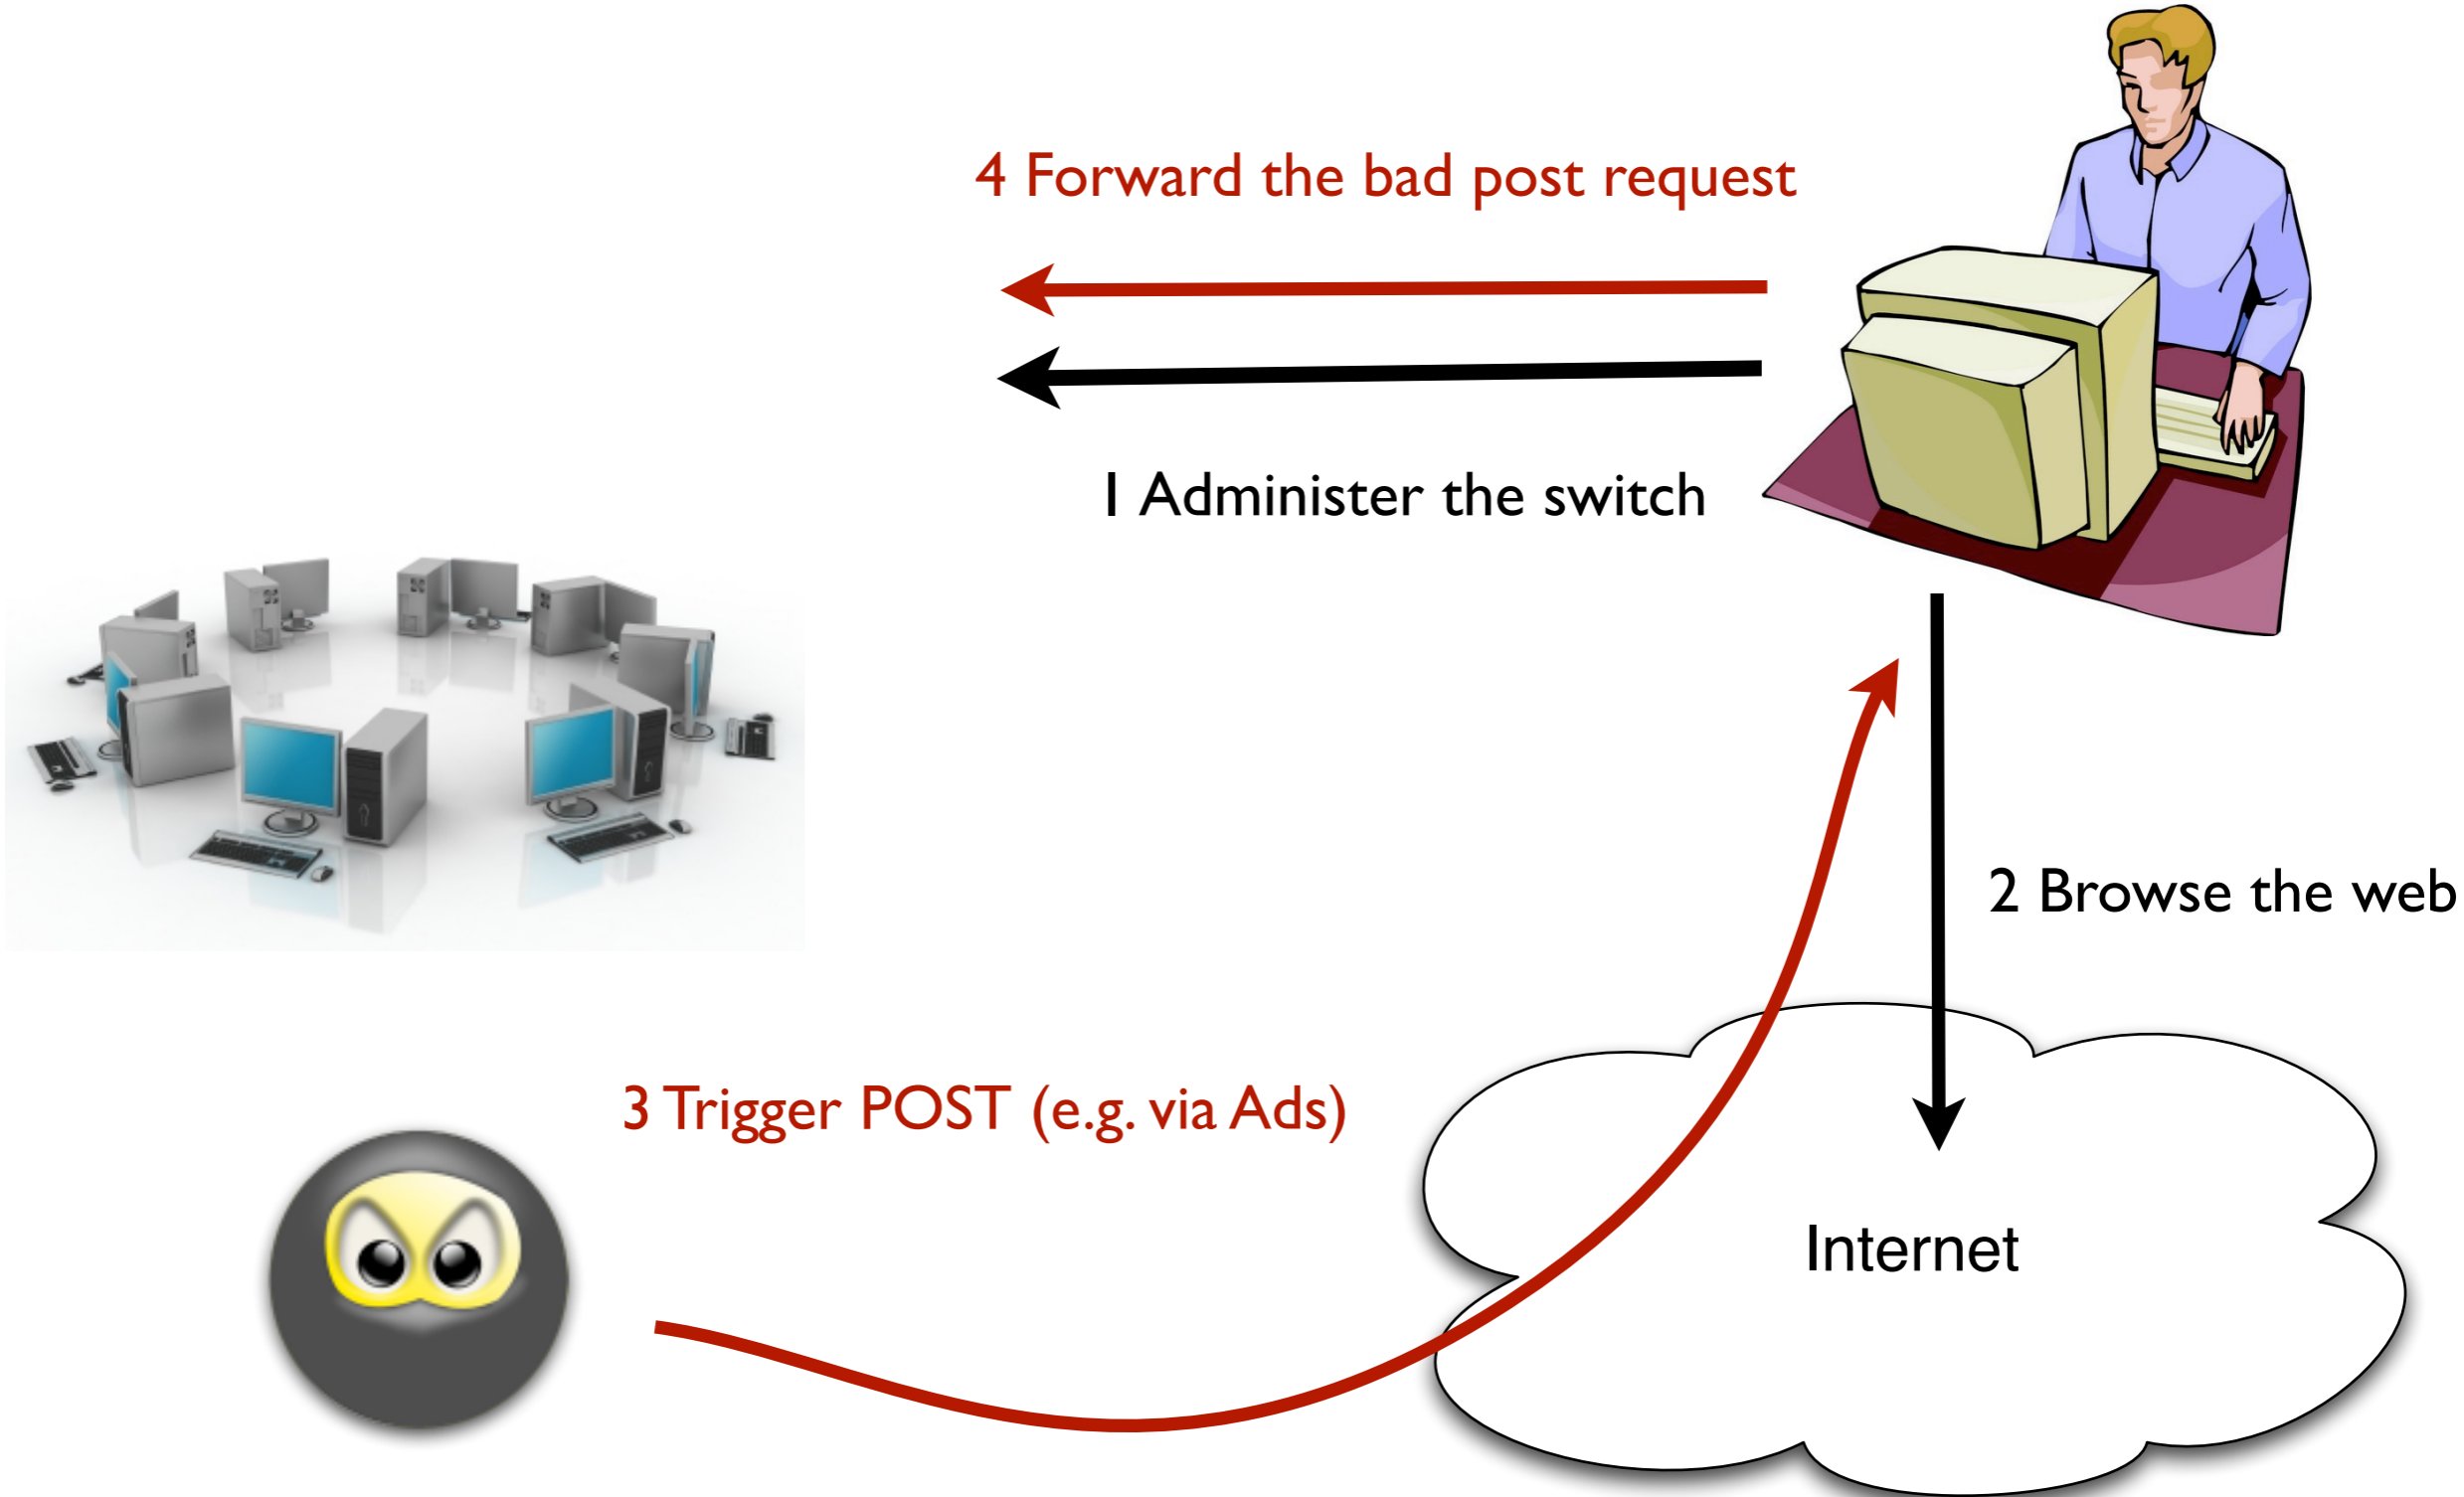 4 Forward the bad post request
1 Administer the switch
2 Browse the web
3 Trigger POST (e.g. via Ads)
Internet